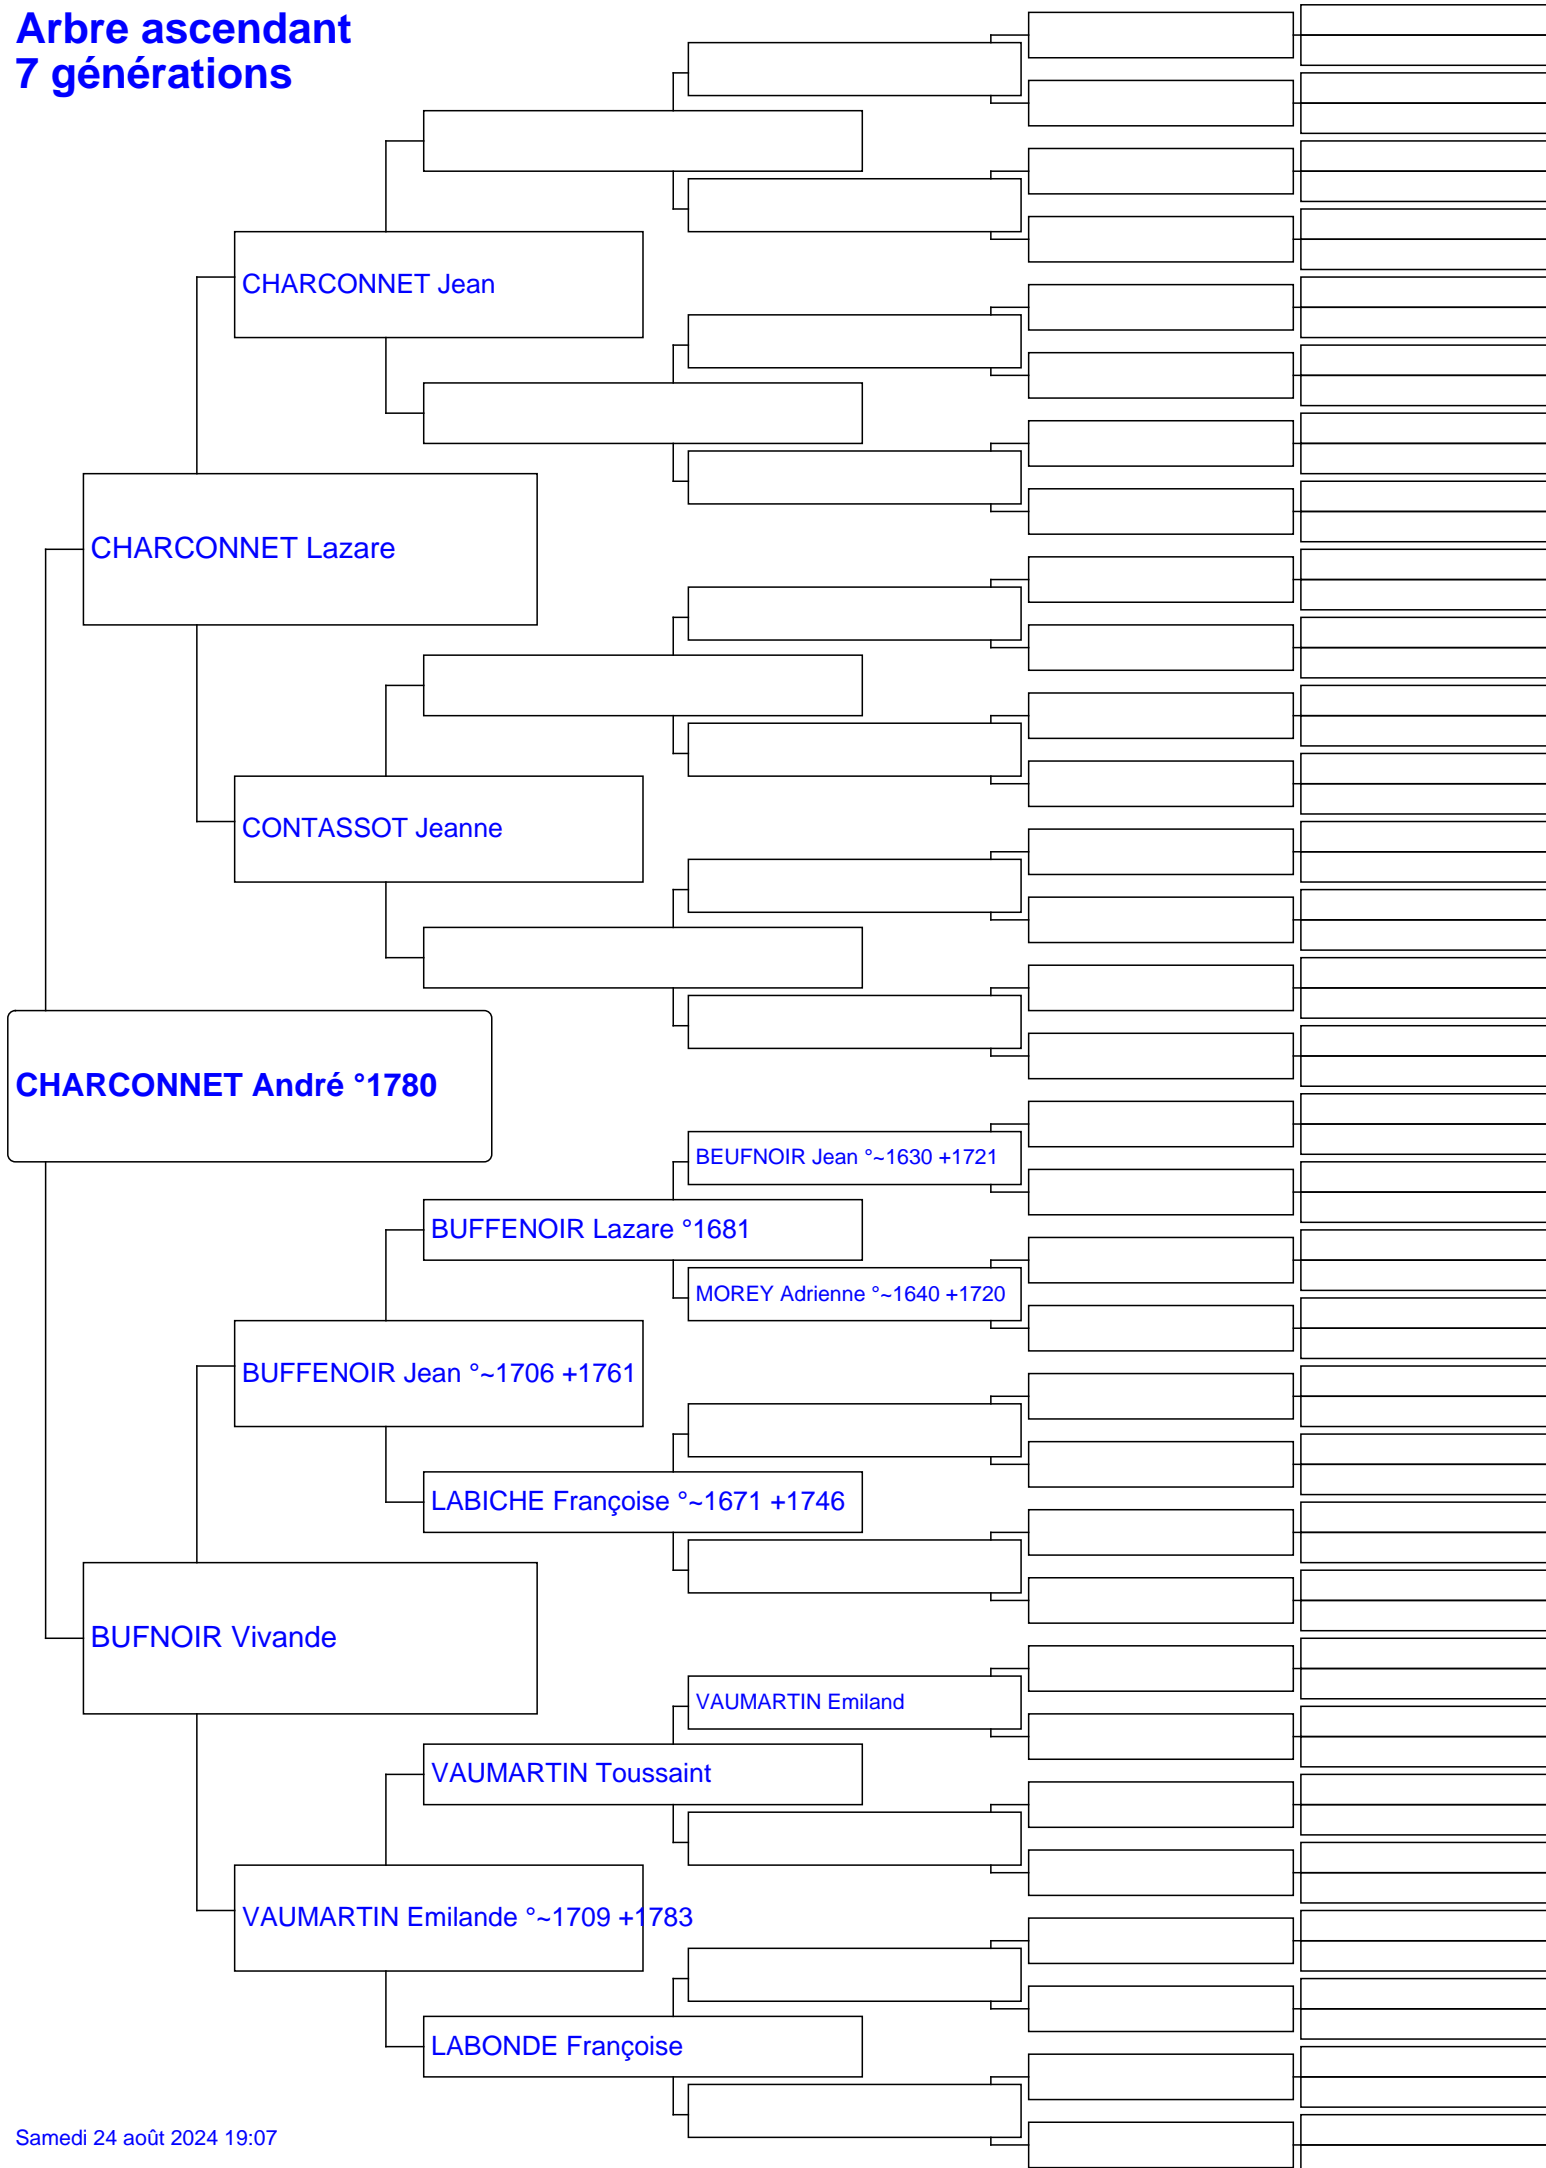 Arbre ascendant
7 générations
CHARCONNET Jean
CHARCONNET Lazare
CONTASSOT Jeanne
CHARCONNET André °1780
BEUFNOIR Jean °~1630 +1721
BUFFENOIR Lazare °1681
MOREY Adrienne °~1640 +1720
BUFFENOIR Jean °~1706 +1761
LABICHE Françoise °~1671 +1746
BUFNOIR Vivande
VAUMARTIN Emiland
VAUMARTIN Toussaint
VAUMARTIN Emilande °~1709 +1783
LABONDE Françoise
Samedi 24 août 2024 19:07